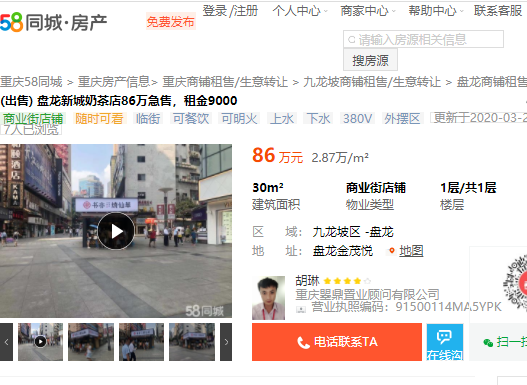 58同城·房产
免费发布
登录 /注册 个人中心 商家中心 帮助中心 联系客服
请输入房源相关信息
搜房源
重庆58同城 > 重庆房产信息> 重庆商铺租售/生意转让 > 九龙坡商铺租售/生意转让 > 盘龙商铺租售
(出售) 盘龙新城奶茶店86万急售，租金9000
商业街店铺 随时可看 临街 可餐饮 可明火 上水 下水 380V 外摆区 更新于2020-03-2
17人已浏览
86 万元 2.87万/m²
30m² 商业街店铺 1层/共1层
建筑面积 物业类型 楼层
区 域： 九龙坡区 -盘龙
地 址： 盘龙金茂悦 地图
胡琳
重庆曌鼎置业顾问有限公司
营业执照编码：91500114MA5YPK
电话联系TA
在线沟
扫一扫
书亦烧仙草
58同城